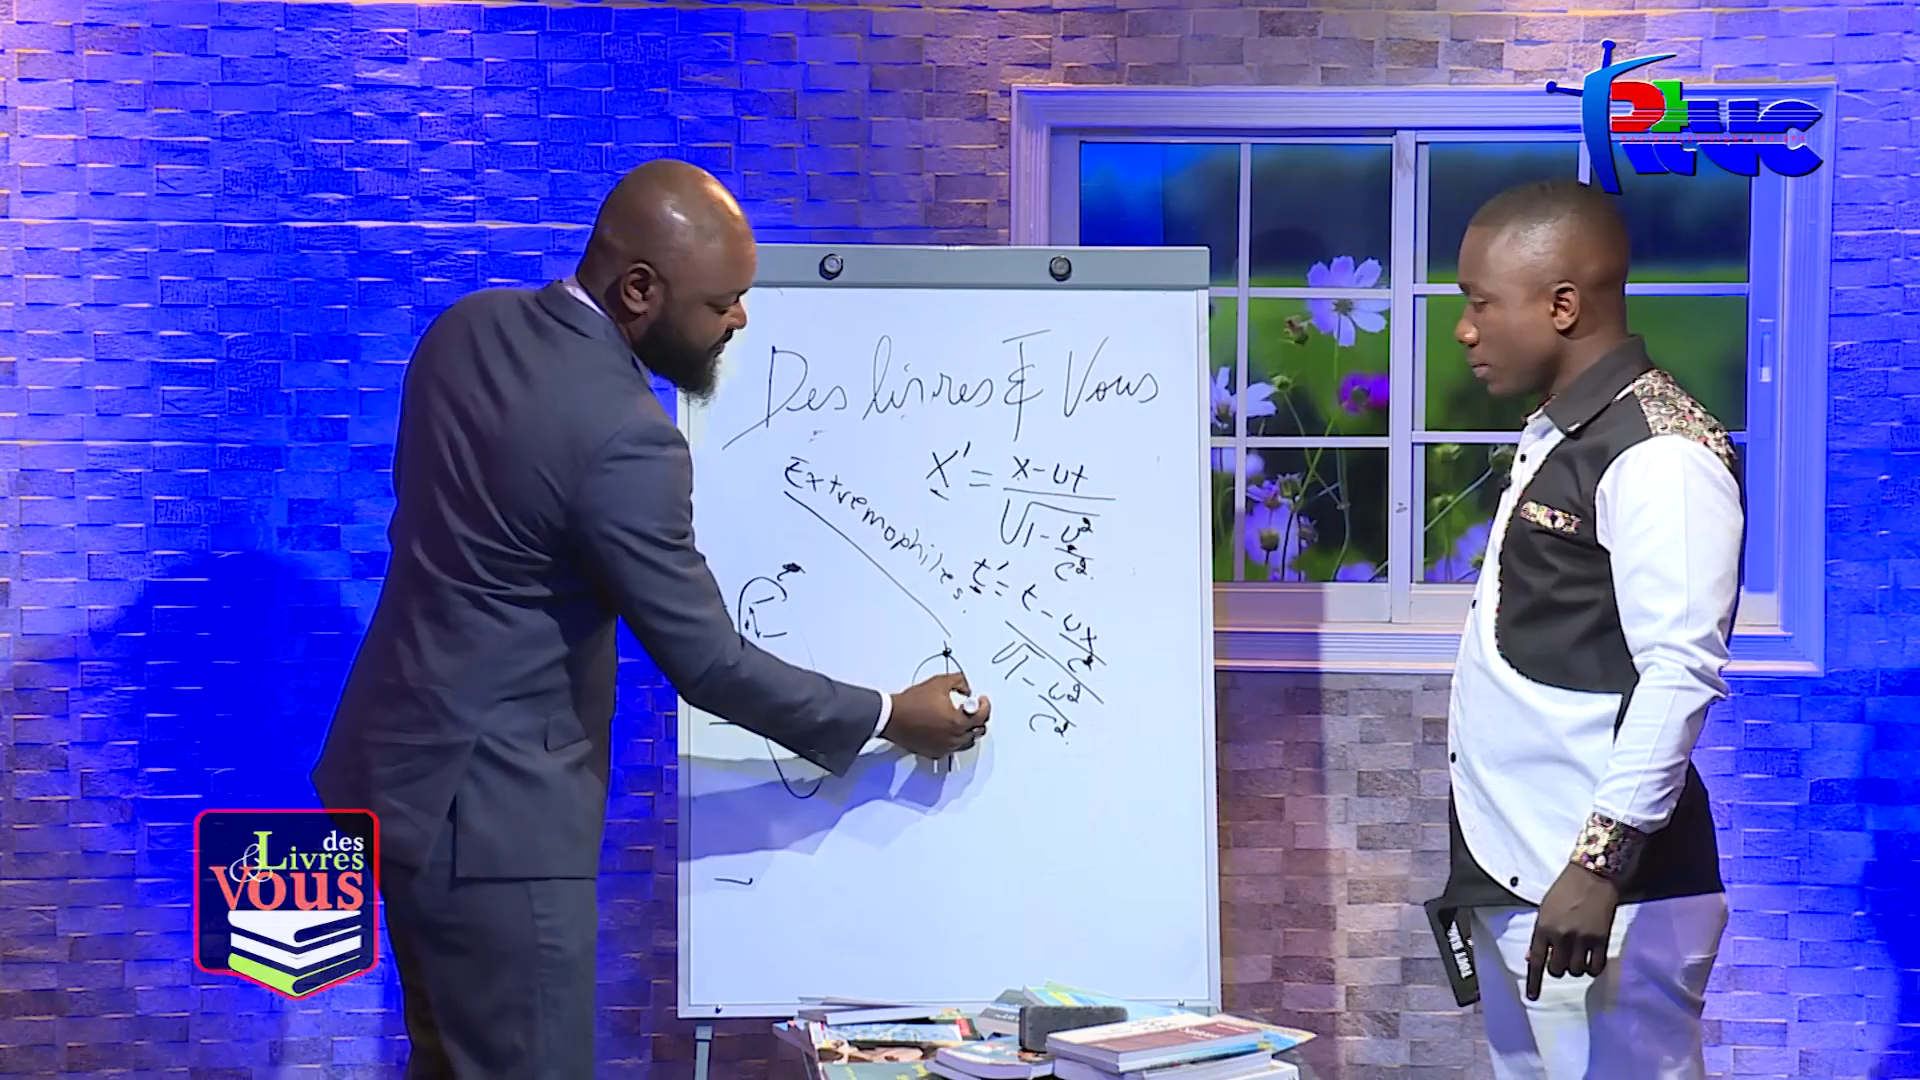 Des livres & Vous
x' = x - ut / √1 - u²/c²
Extremophiles.
t' = t - ux/c² / √1 - u²/c²
des
& Livres
Vous